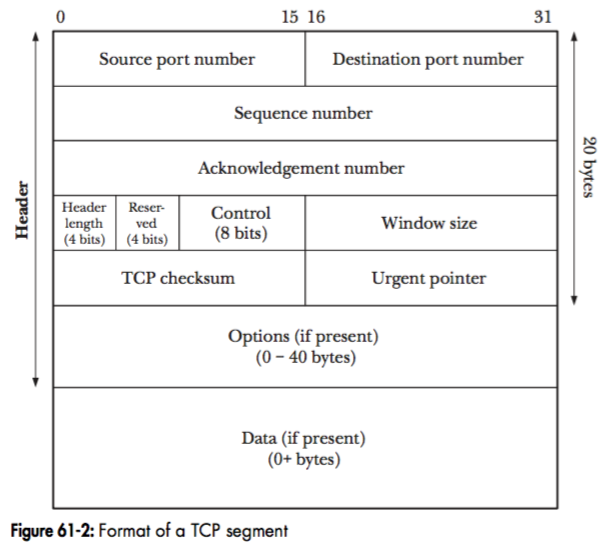 0 15 16 31
Source port number Destination port number
Sequence number
Acknowledgement number
Header
length
(4 bits)
Reser-
ved
(4 bits)
Control
(8 bits)
Window size
TCP checksum Urgent pointer
Options (if present)
(0 – 40 bytes)
Data (if present)
(0+ bytes)
Header
20 bytes
Figure 61-2: Format of a TCP segment